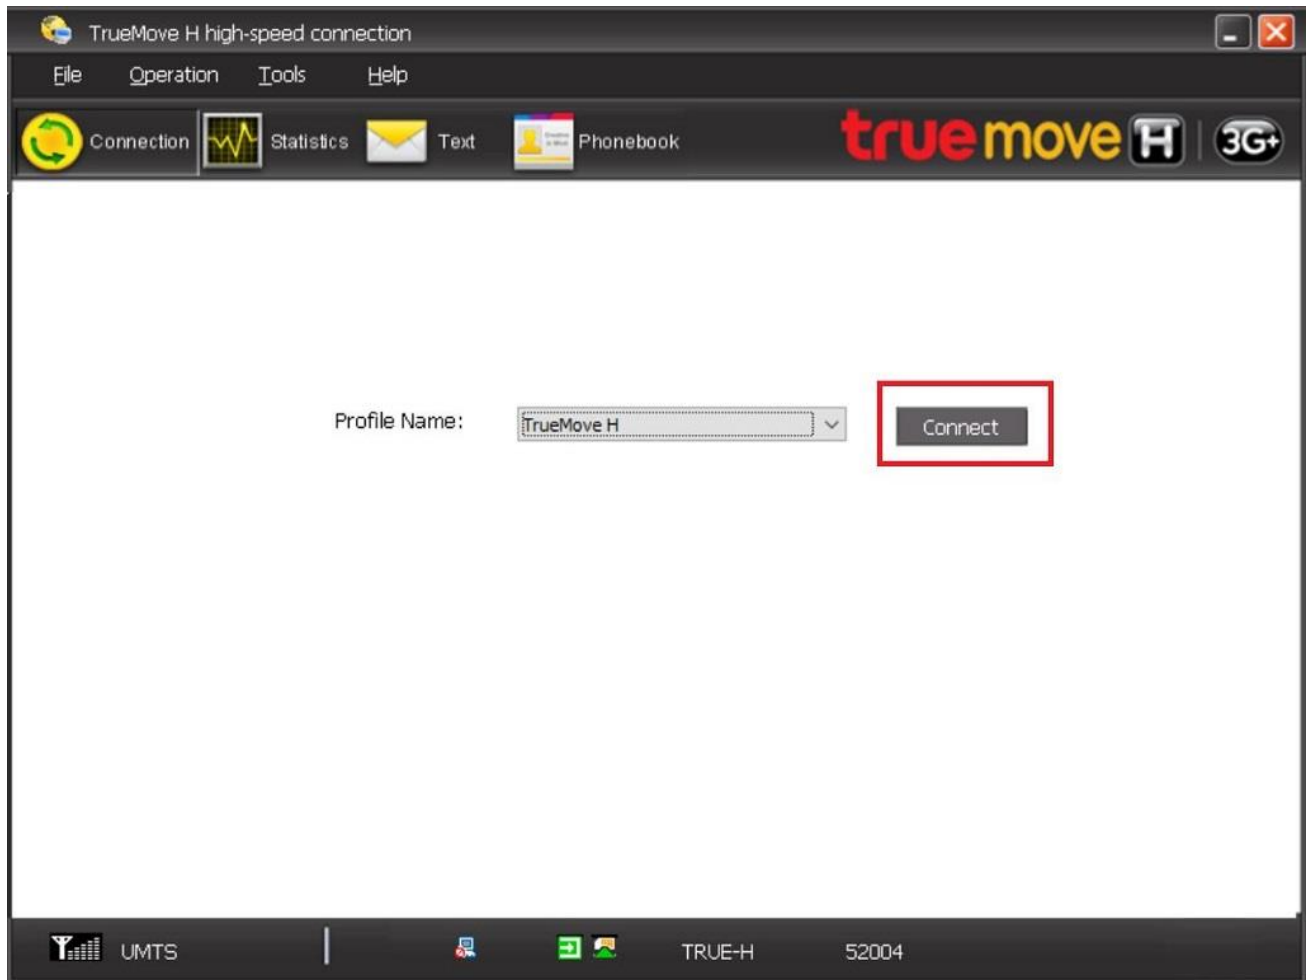 TrueMove H high-speed connection
File Operation Tools Help
Connection Statistics Text Phonebook truemove H 3G+
Profile Name: TrueMove H Connect
UMTS TRUE-H 52004